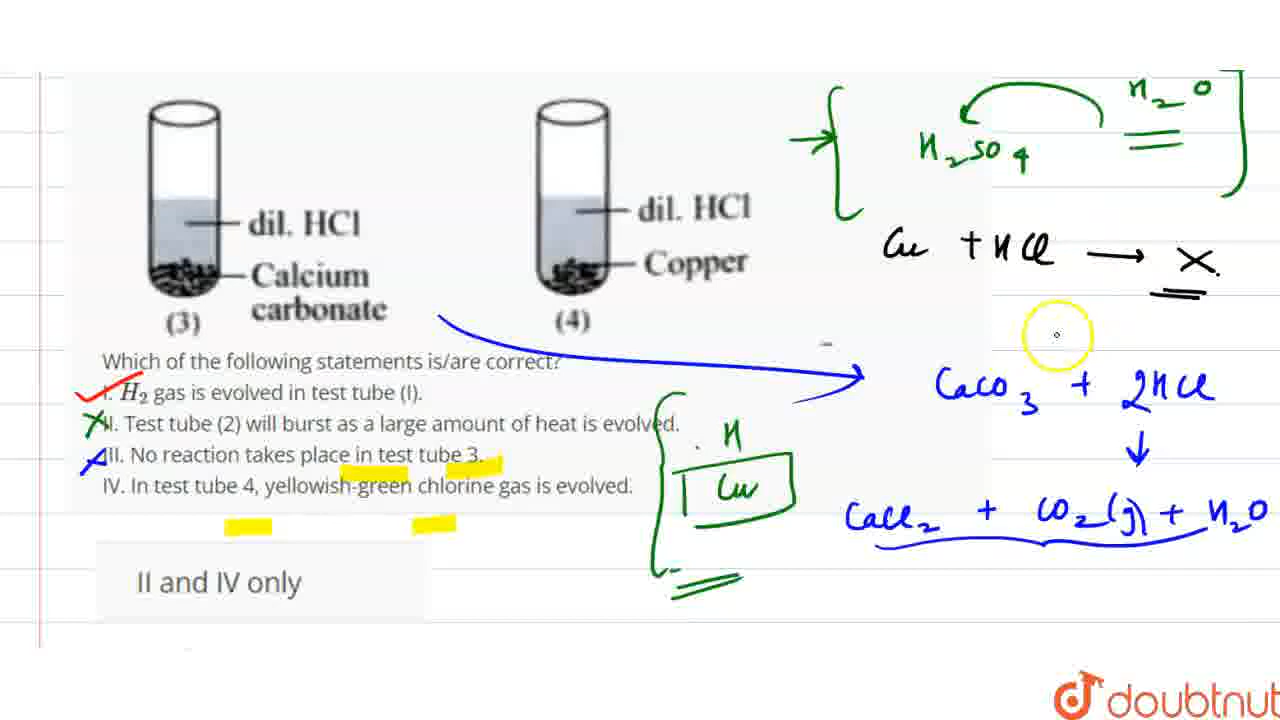 dil. HCl
Calcium
carbonate
(3)
dil. HCl
Copper
(4)
H₂O
H₂SO₄
Cu + HCl → X.
Which of the following statements is/are correct?
I. H₂ gas is evolved in test tube (I).
II. Test tube (2) will burst as a large amount of heat is evolved.
III. No reaction takes place in test tube 3.
IV. In test tube 4, yellowish-green chlorine gas is evolved.
II and IV only
H
Cu
CaCO₃ + 2HCl
↓
CaCl₂ + CO₂(g) + H₂O
doubtnut